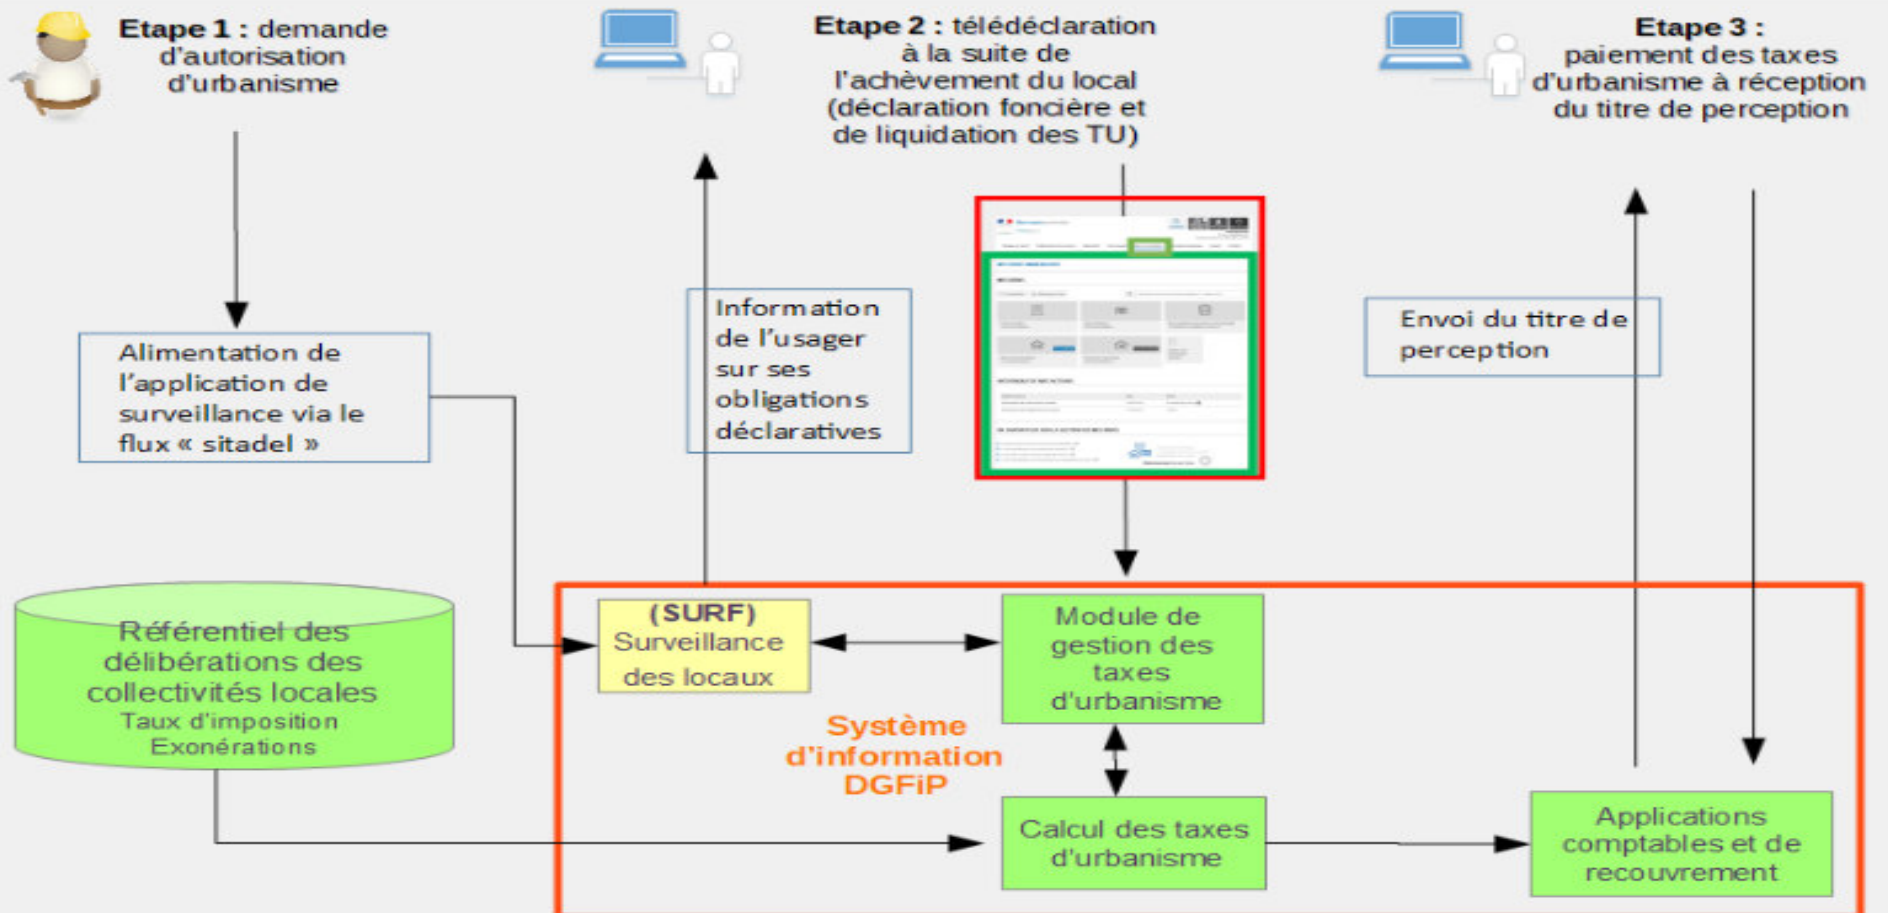 Etape 1 : demande
d'autorisation
d'urbanisme
Etape 2 : télédéclaration
à la suite de
l'achèvement du local
(déclaration foncière et
de liquidation des TU)
Etape 3 :
paiement des taxes
d'urbanisme à réception
du titre de perception
Alimentation de
l'application de
surveillance via le
flux « sitadel »
Information
de l'usager
sur ses
obligations
déclaratives
Envoi du titre de
perception
Référentiel des
délibérations des
collectivités locales
Taux d'imposition
Exonérations
(SURF)
Surveillance
des locaux
Module de
gestion des
taxes
d'urbanisme
Système
d'information
DGFiP
Calcul des taxes
d'urbanisme
Applications
comptables et de
recouvrement